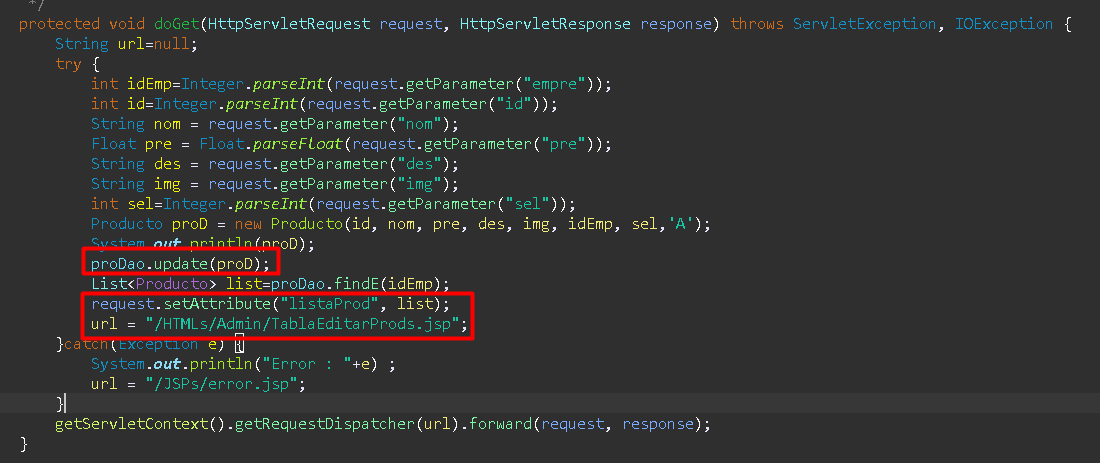 */
protected void doGet(HttpServletRequest request, HttpServletResponse response) throws ServletException, IOException {
String url=null;
try {
int idEmp=Integer.parseInt(request.getParameter("empre"));
int id=Integer.parseInt(request.getParameter("id"));
String nom = request.getParameter("nom");
Float pre = Float.parseFloat(request.getParameter("pre"));
String des = request.getParameter("des");
String img = request.getParameter("img");
int sel=Integer.parseInt(request.getParameter("sel"));
Producto proD = new Producto(id, nom, pre, des, img, idEmp, sel,'A');
System.out.println(proD);
proDao.update(proD);
List<Producto> list=proDao.findE(idEmp);
request.setAttribute("listaProd", list);
url = "/HTMLs/Admin/TablaEditarProds.jsp";
}catch(Exception e) {
System.out.println("Error : "+e) ;
url = "/JSPs/error.jsp";
}
getServletContext().getRequestDispatcher(url).forward(request, response);
}